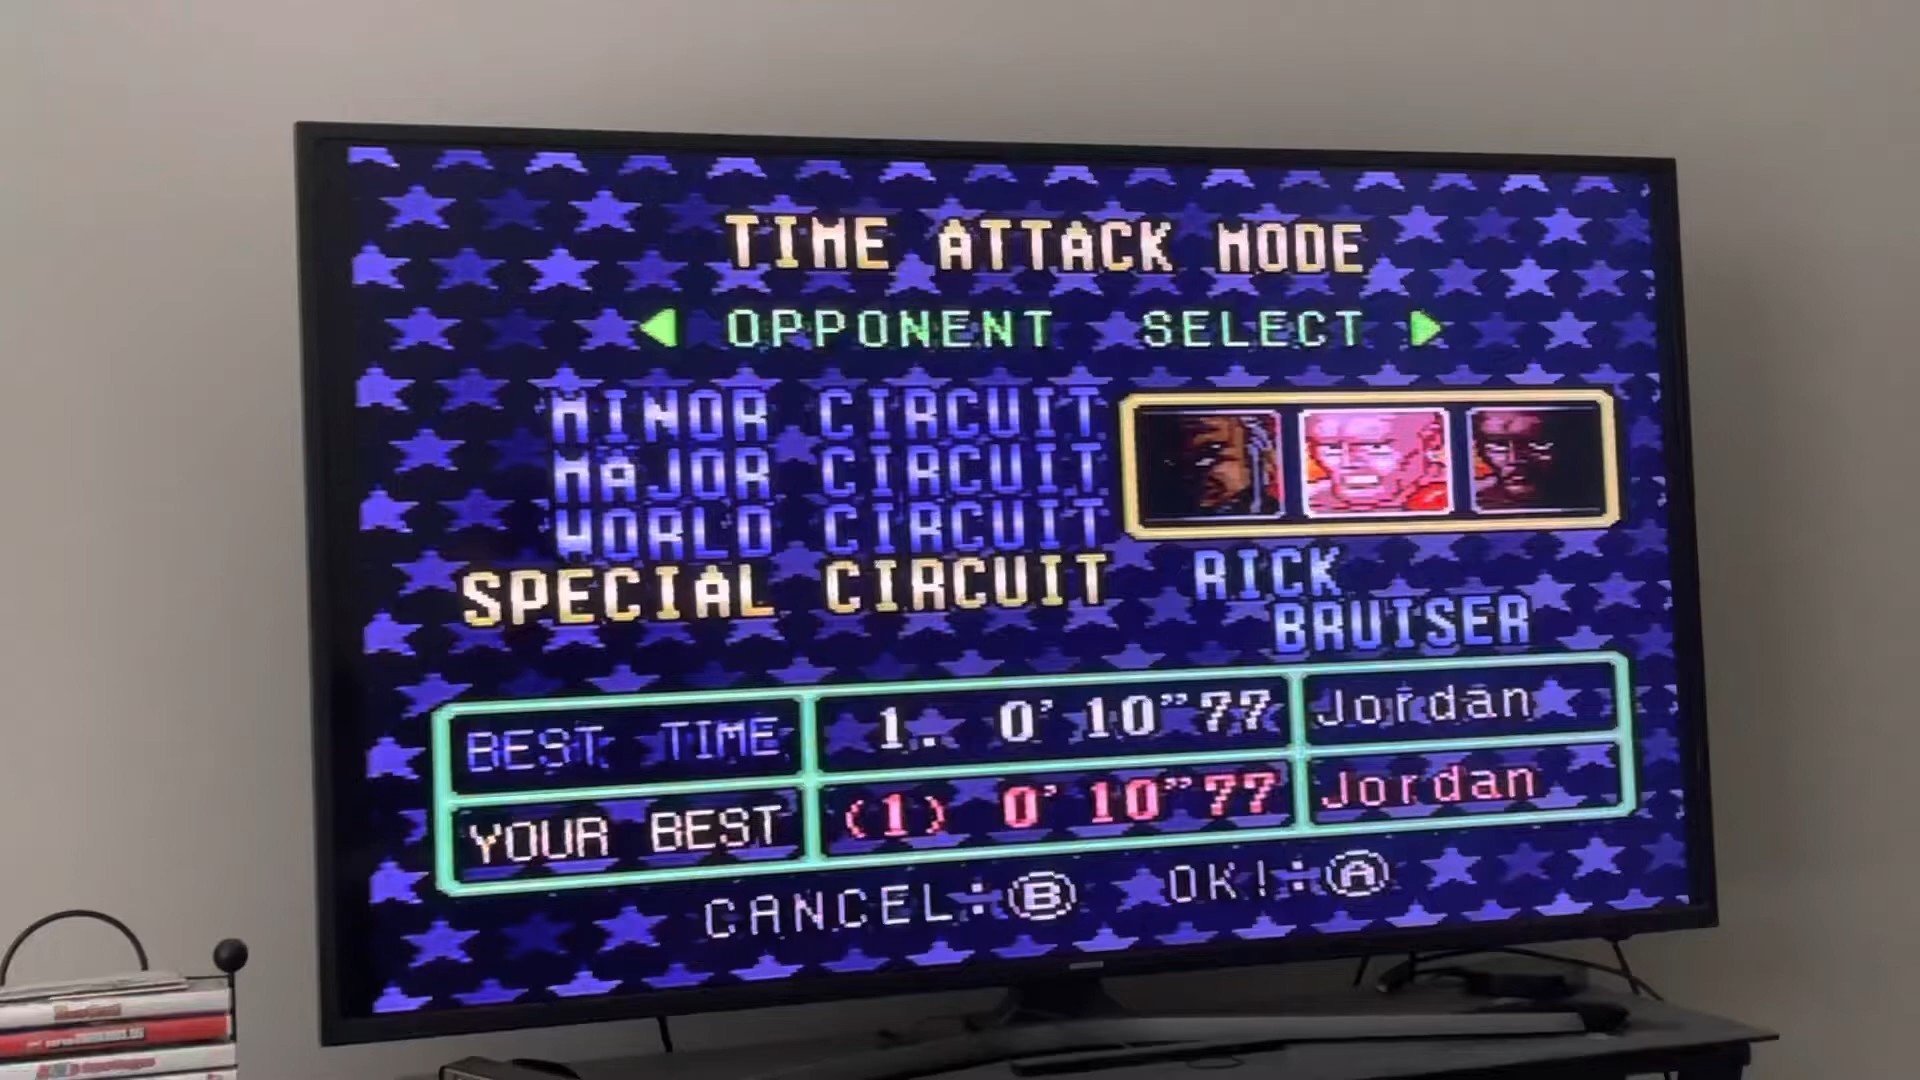 TIME ATTACK MODE
OPPONENT SELECT
MINOR CIRCUIT
MAJOR CIRCUIT
WORLD CIRCUIT
SPECIAL CIRCUIT
RICK
BRUISER
BEST TIME 1. 0' 10"77 Jordan
YOUR BEST (1) 0' 10"77 Jordan
CANCEL:B OK!:A